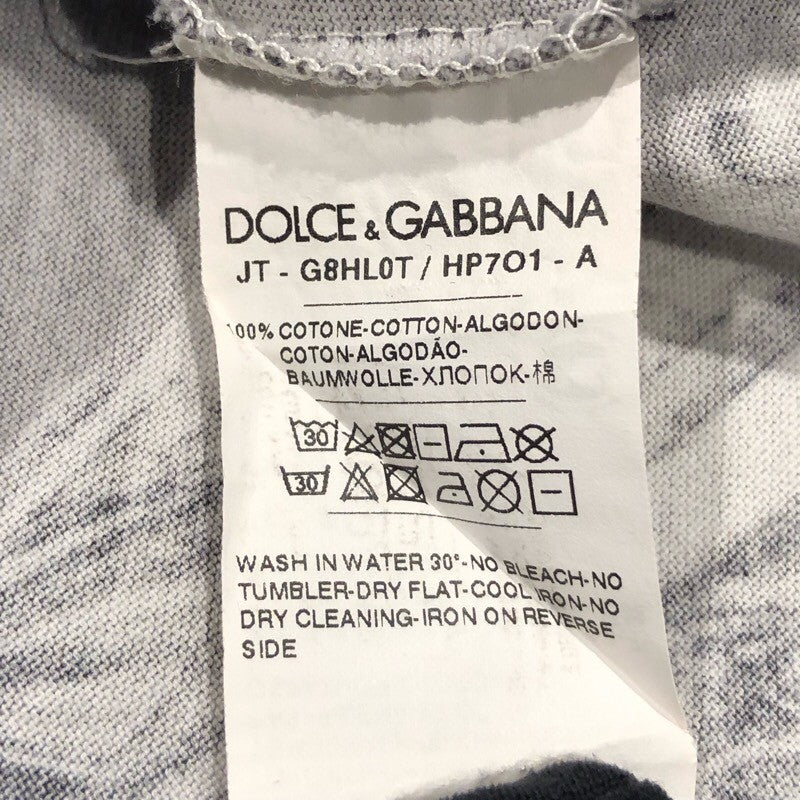 DOLCE & GABBANA
JT - G8HL0T / HP7O1 - A
100% COTONE-COTTON-ALGODON-
COTON-ALGODÃO-
BAUMWOLLE-ХЛОПОК-棉
30
30
WASH IN WATER 30°-NO BLEACH-NO
TUMBLER-DRY FLAT-COOL IRON-NO
DRY CLEANING-IRON ON REVERSE
SIDE